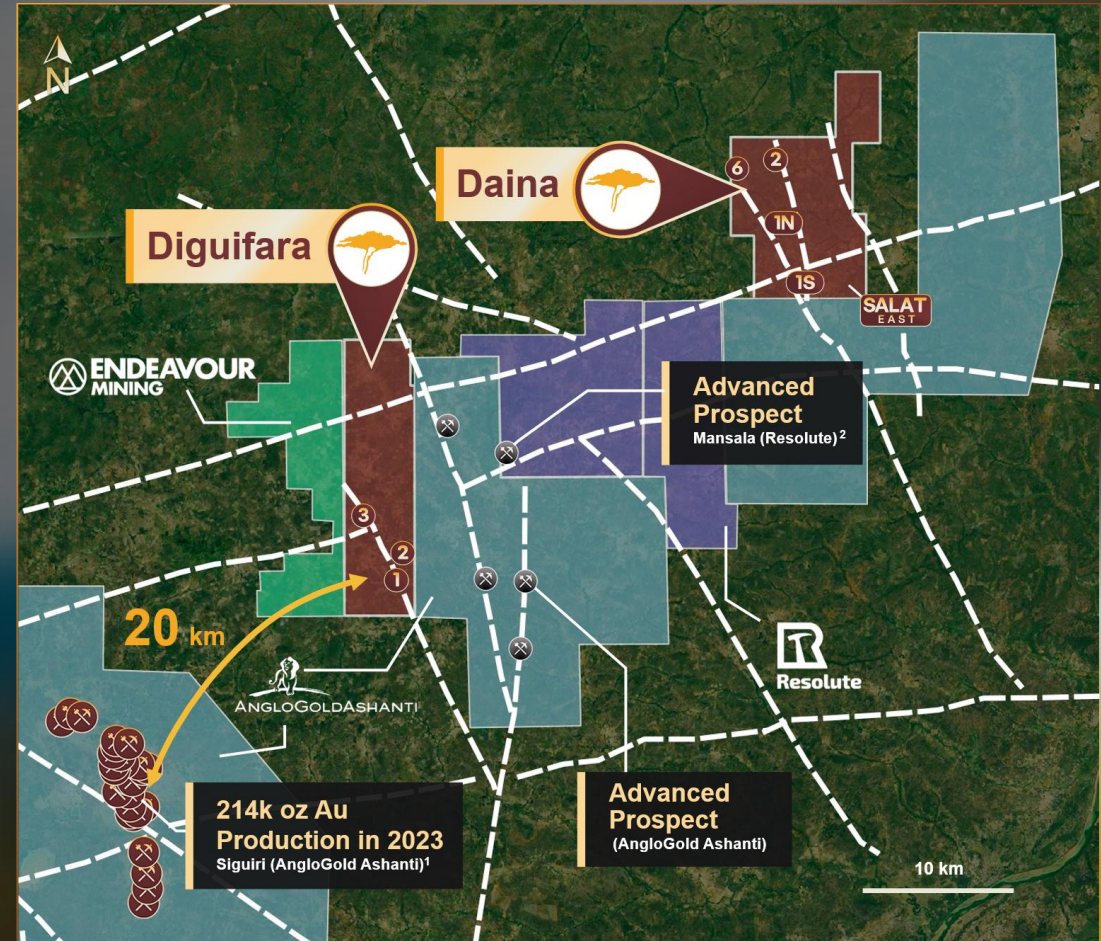 N
Daina
6
2
1N
1S
SALAT
EAST
Diguifara
ENDEAVOUR
MINING
Advanced
Prospect
Mansala (Resolute)²
3
2
1
20 km
ANGLOGOLDASHANTI
R
Resolute
214k oz Au
Production in 2023
Siguiri (AngloGold Ashanti)¹
Advanced
Prospect
(AngloGold Ashanti)
10 km